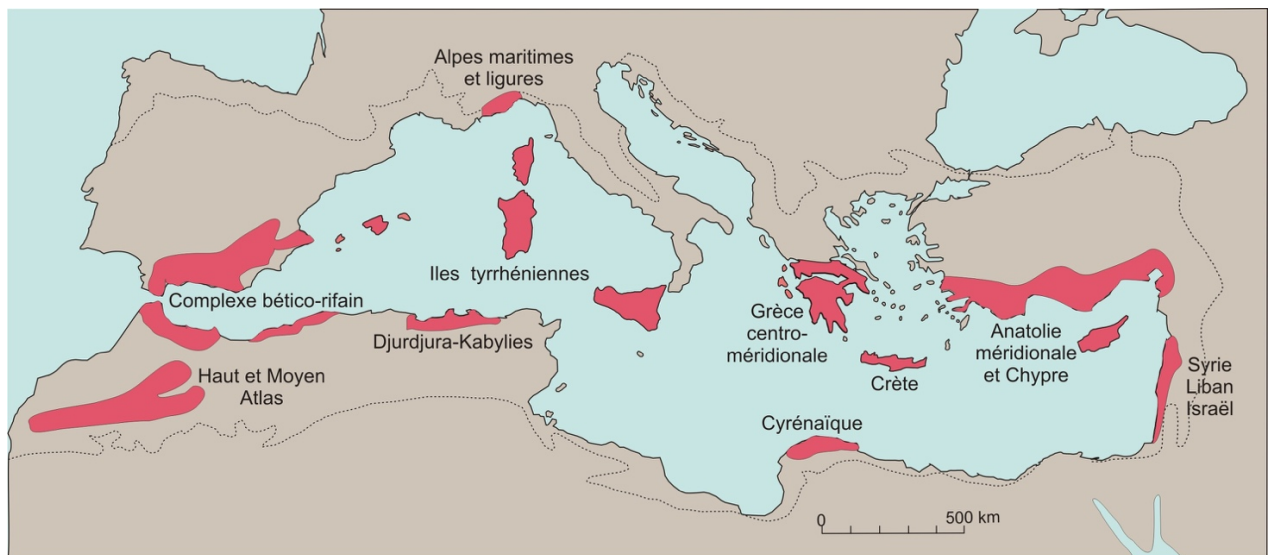 Alpes maritimes
et ligures
Iles tyrrhéniennes
Complexe bético-rifain
Djurdjura-Kabylies
Grèce
centro-
méridionale
Anatolie
méridionale
et Chypre
Crète
Syrie
Liban
Israël
Haut et Moyen
Atlas
Cyrénaïque
0
500 km